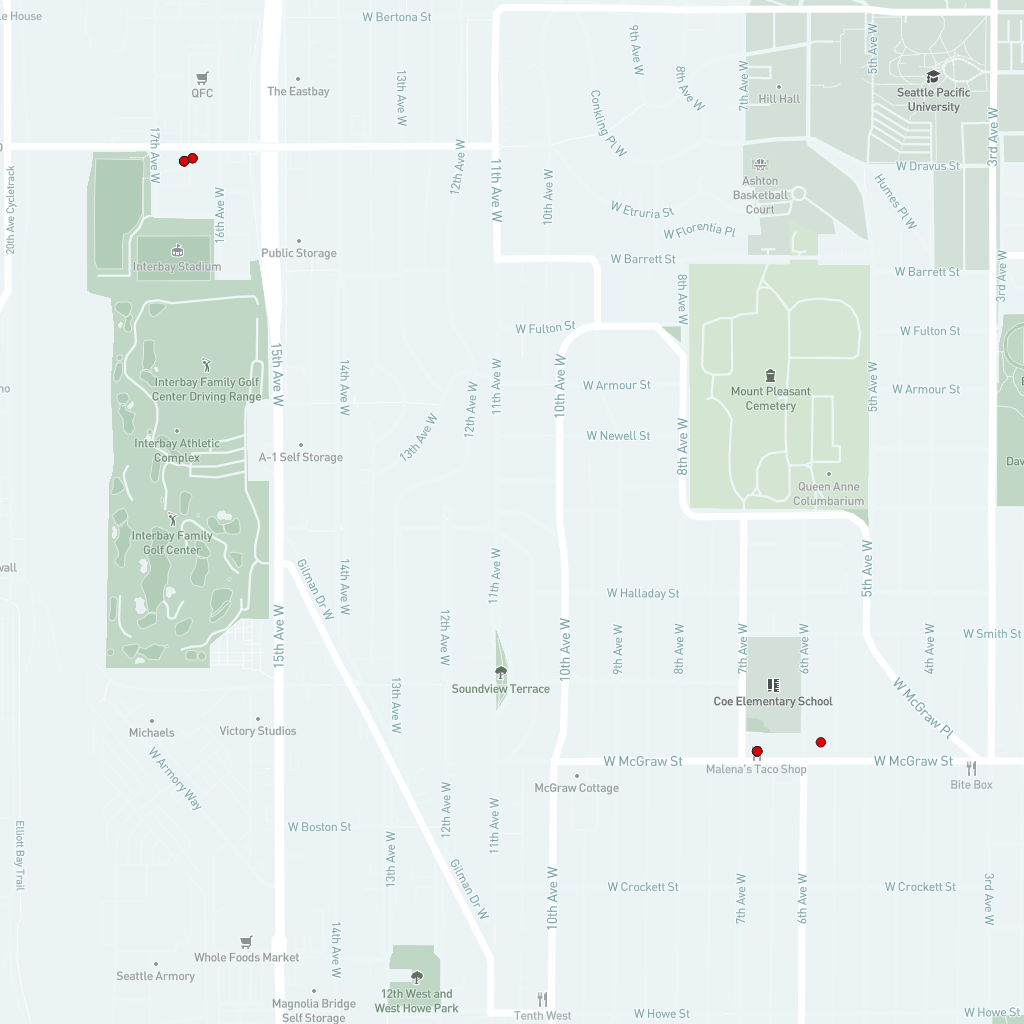 W Bertona St
9th Ave W
5th Ave W
QFC
The Eastbay
13th Ave W
8th Ave W
7th Ave W
Hill Hall
Seattle Pacific
University
Conkling Pl W
3rd Ave W
17th Ave W
12th Ave W
11th Ave W
10th Ave W
W Dravus St
Ashton
Basketball
Court
20th Ave W Cycletrack
16th Ave W
W Etruria St
W Florentia Pl
Humes Pl W
Public Storage
Interbay Stadium
W Barrett St
W Barrett St
8th Ave W
3rd Ave W
W Fulton St
W Fulton St
15th Ave W
14th Ave W
11th Ave W
10th Ave W
Interbay Family Golf
Center Driving Range
W Armour St
Mount Pleasant
Cemetery
5th Ave W
W Armour St
12th Ave W
13th Ave W
8th Ave W
W Newell St
Interbay Athletic
Complex
A-1 Self Storage
Queen Anne
Columbarium
Interbay Family
Golf Center
Gilman Dr W
14th Ave W
11th Ave W
5th Ave W
W Halladay St
15th Ave W
12th Ave W
10th Ave W
9th Ave W
8th Ave W
7th Ave W
6th Ave W
4th Ave W
W Smith St
Soundview Terrace
13th Ave W
Coe Elementary School
W McGraw Pl
Michaels
Victory Studios
W McGraw St
Malena's Taco Shop
W McGraw St
Bite Box
McGraw Cottage
W Armory Way
12th Ave W
11th Ave W
W Boston St
13th Ave W
Elliott Bay Trail
Gilman Dr W
10th Ave W
W Crockett St
7th Ave W
6th Ave W
W Crockett St
3rd Ave W
14th Ave W
Whole Foods Market
Seattle Armory
12th West and
West Howe Park
Magnolia Bridge
Self Storage
Tenth West
W Howe St
W Howe St